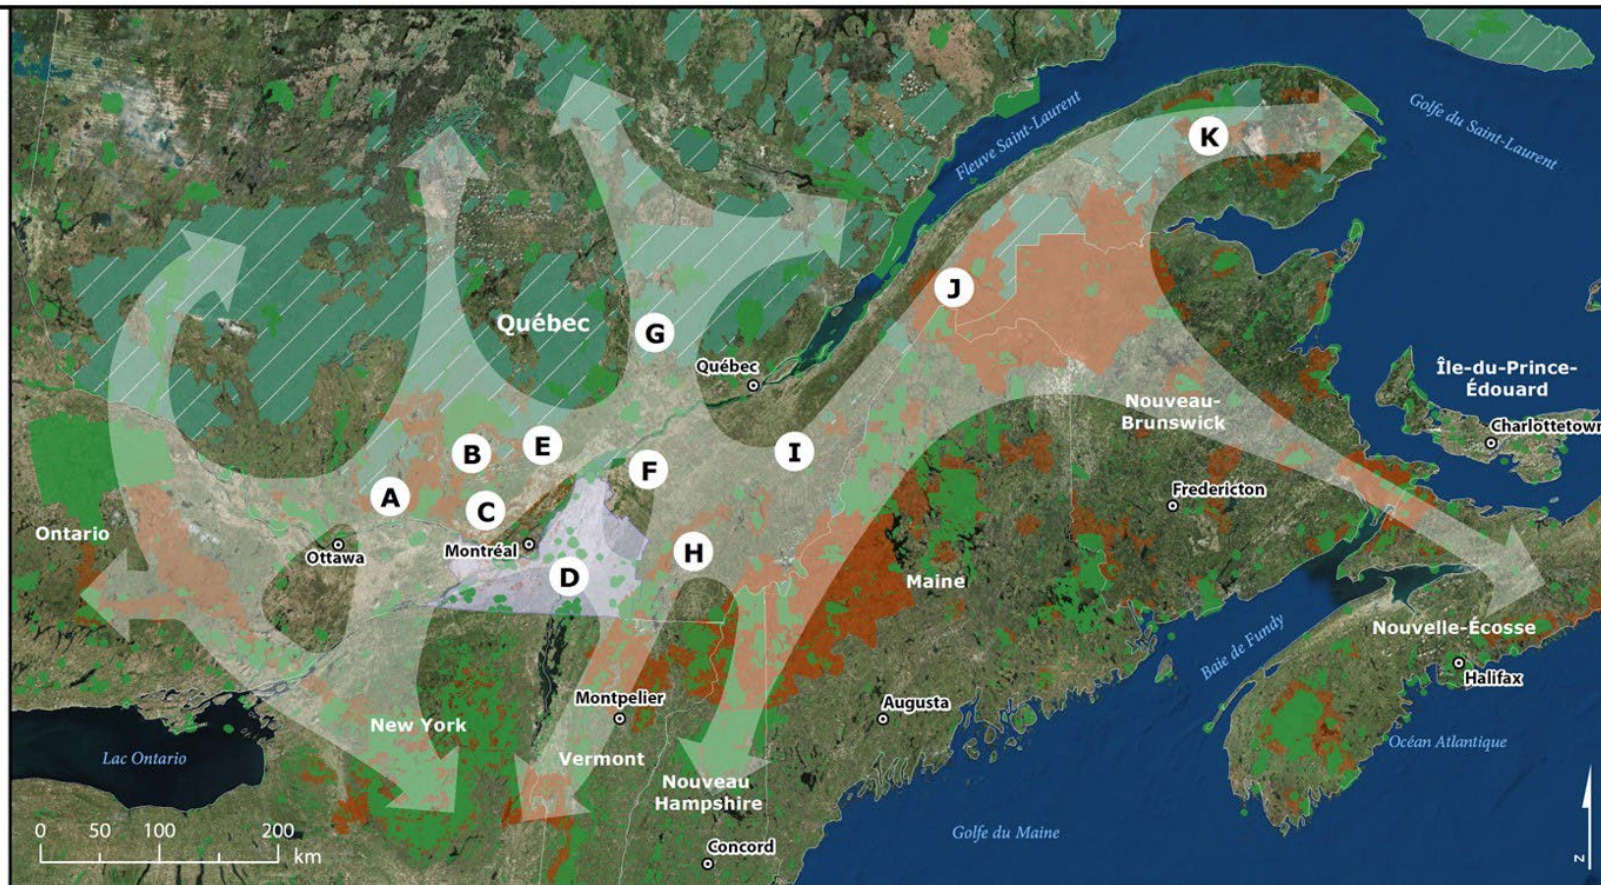 Golfe du Saint-Laurent
Fleuve Saint-Laurent
K
J
Québec
G
Québec
Île-du-Prince-
Édouard
Nouveau-
Brunswick
Charlottetown
B
E
I
F
A
C
Fredericton
Ontario
Ottawa
Montréal
H
D
Maine
Nouvelle-Écosse
Baie de Fundy
Halifax
Montpelier
Augusta
New York
Océan Atlantique
Lac Ontario
Vermont
Nouveau
Hampshire
Golfe du Maine
0 50 100 200
km
Concord
N